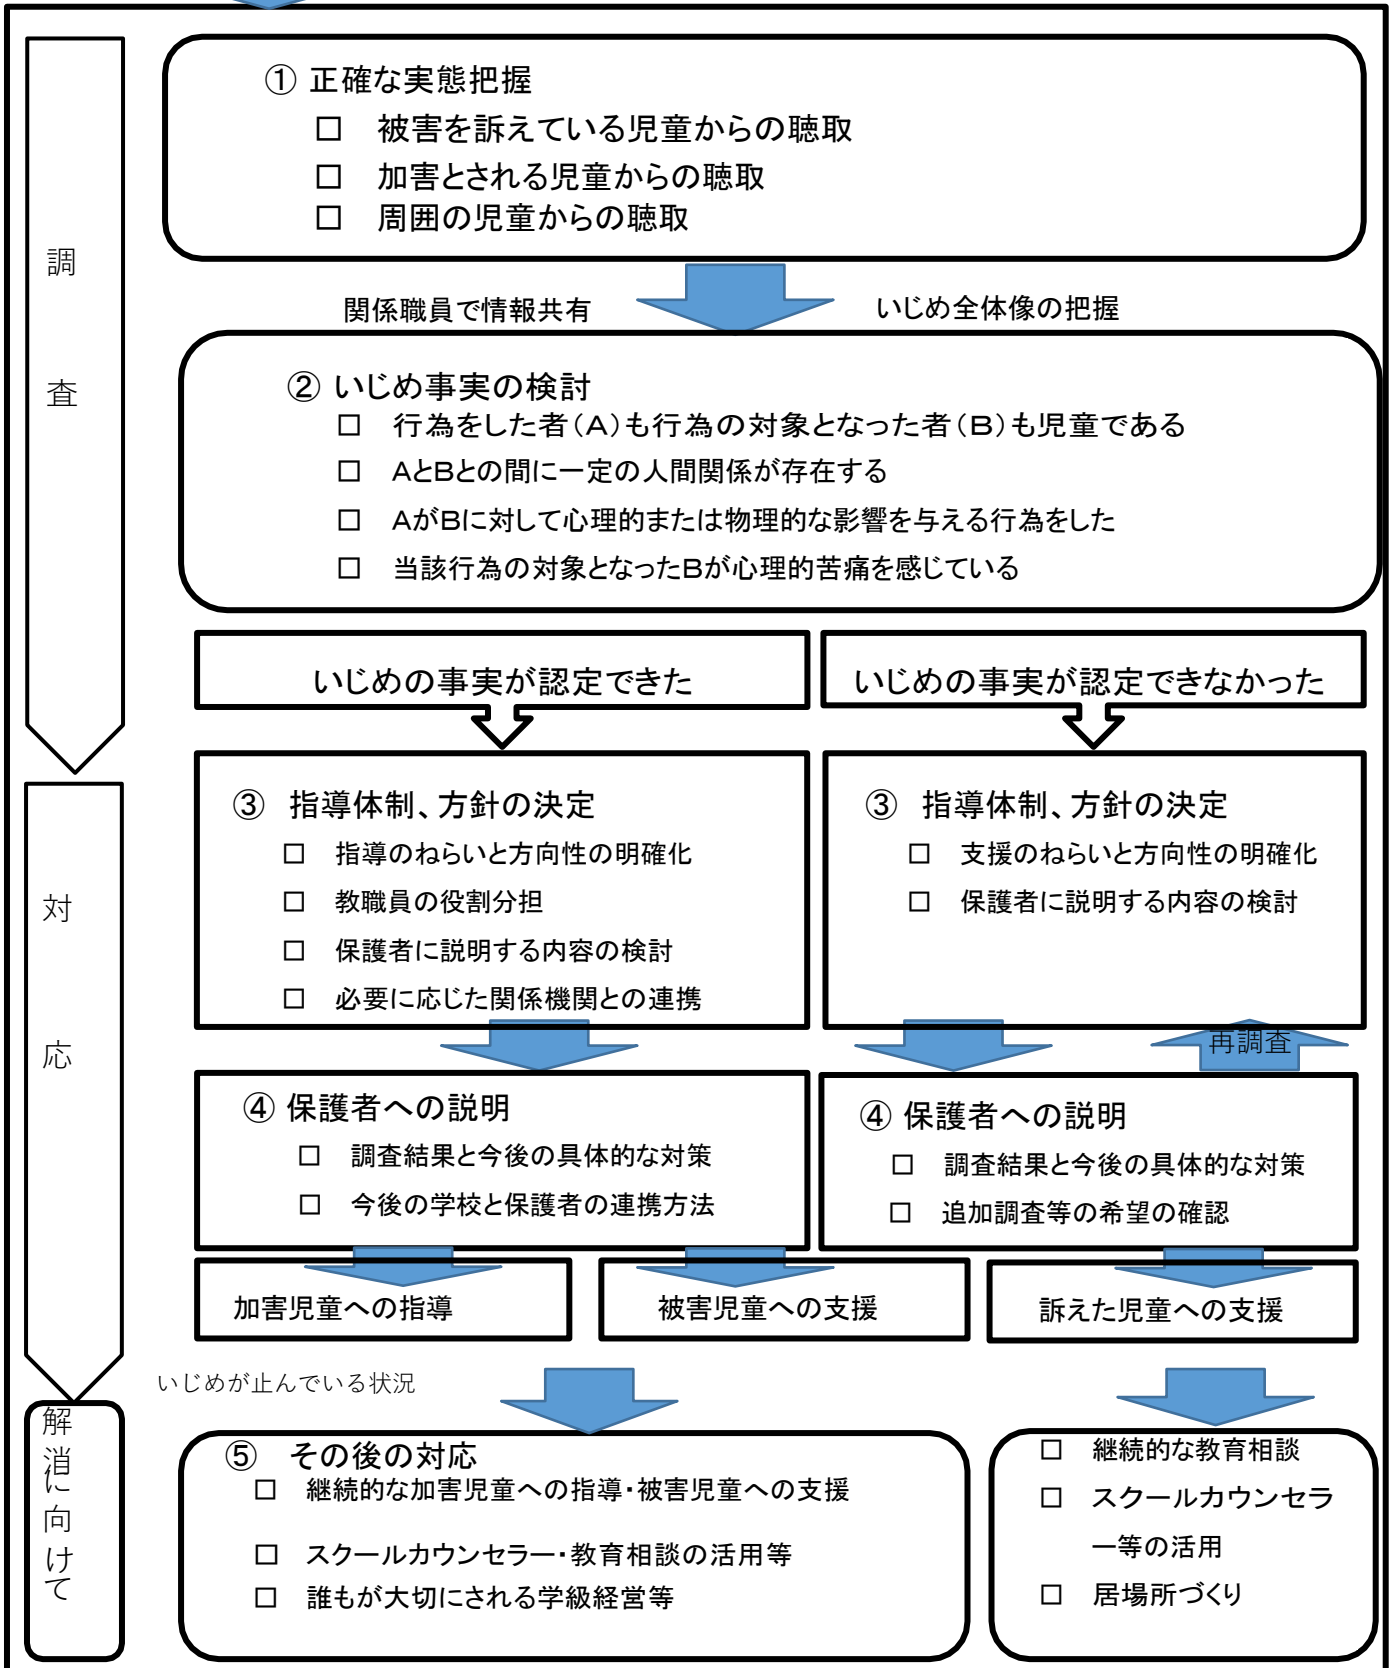 調査
① 正確な実態把握
□ 被害を訴えている児童からの聴取
□ 加害とされる児童からの聴取
□ 周囲の児童からの聴取
関係職員で情報共有
いじめ全体像の把握
② いじめ事実の検討
□ 行為をした者(A)も行為の対象となった者(B)も児童である
□ AとBとの間に一定の人間関係が存在する
□ AがBに対して心理的または物理的な影響を与える行為をした
□ 当該行為の対象となったBが心理的苦痛を感じている
いじめの事実が認定できた
いじめの事実が認定できなかった
対応
③ 指導体制、方針の決定
□ 指導のねらいと方向性の明確化
□ 教職員の役割分担
□ 保護者に説明する内容の検討
□ 必要に応じた関係機関との連携
③ 指導体制、方針の決定
□ 支援のねらいと方向性の明確化
□ 保護者に説明する内容の検討
再調査
④ 保護者への説明
□ 調査結果と今後の具体的な対策
□ 今後の学校と保護者の連携方法
④ 保護者への説明
□ 調査結果と今後の具体的な対策
□ 追加調査等の希望の確認
加害児童への指導
被害児童への支援
訴えた児童への支援
いじめが止んでいる状況
解消に向けて
⑤ その後の対応
□ 継続的な加害児童への指導・被害児童への支援
□ スクールカウンセラー・教育相談の活用等
□ 誰もが大切にされる学級経営等
□ 継続的な教育相談
□ スクールカウンセラ
ー等の活用
□ 居場所づくり